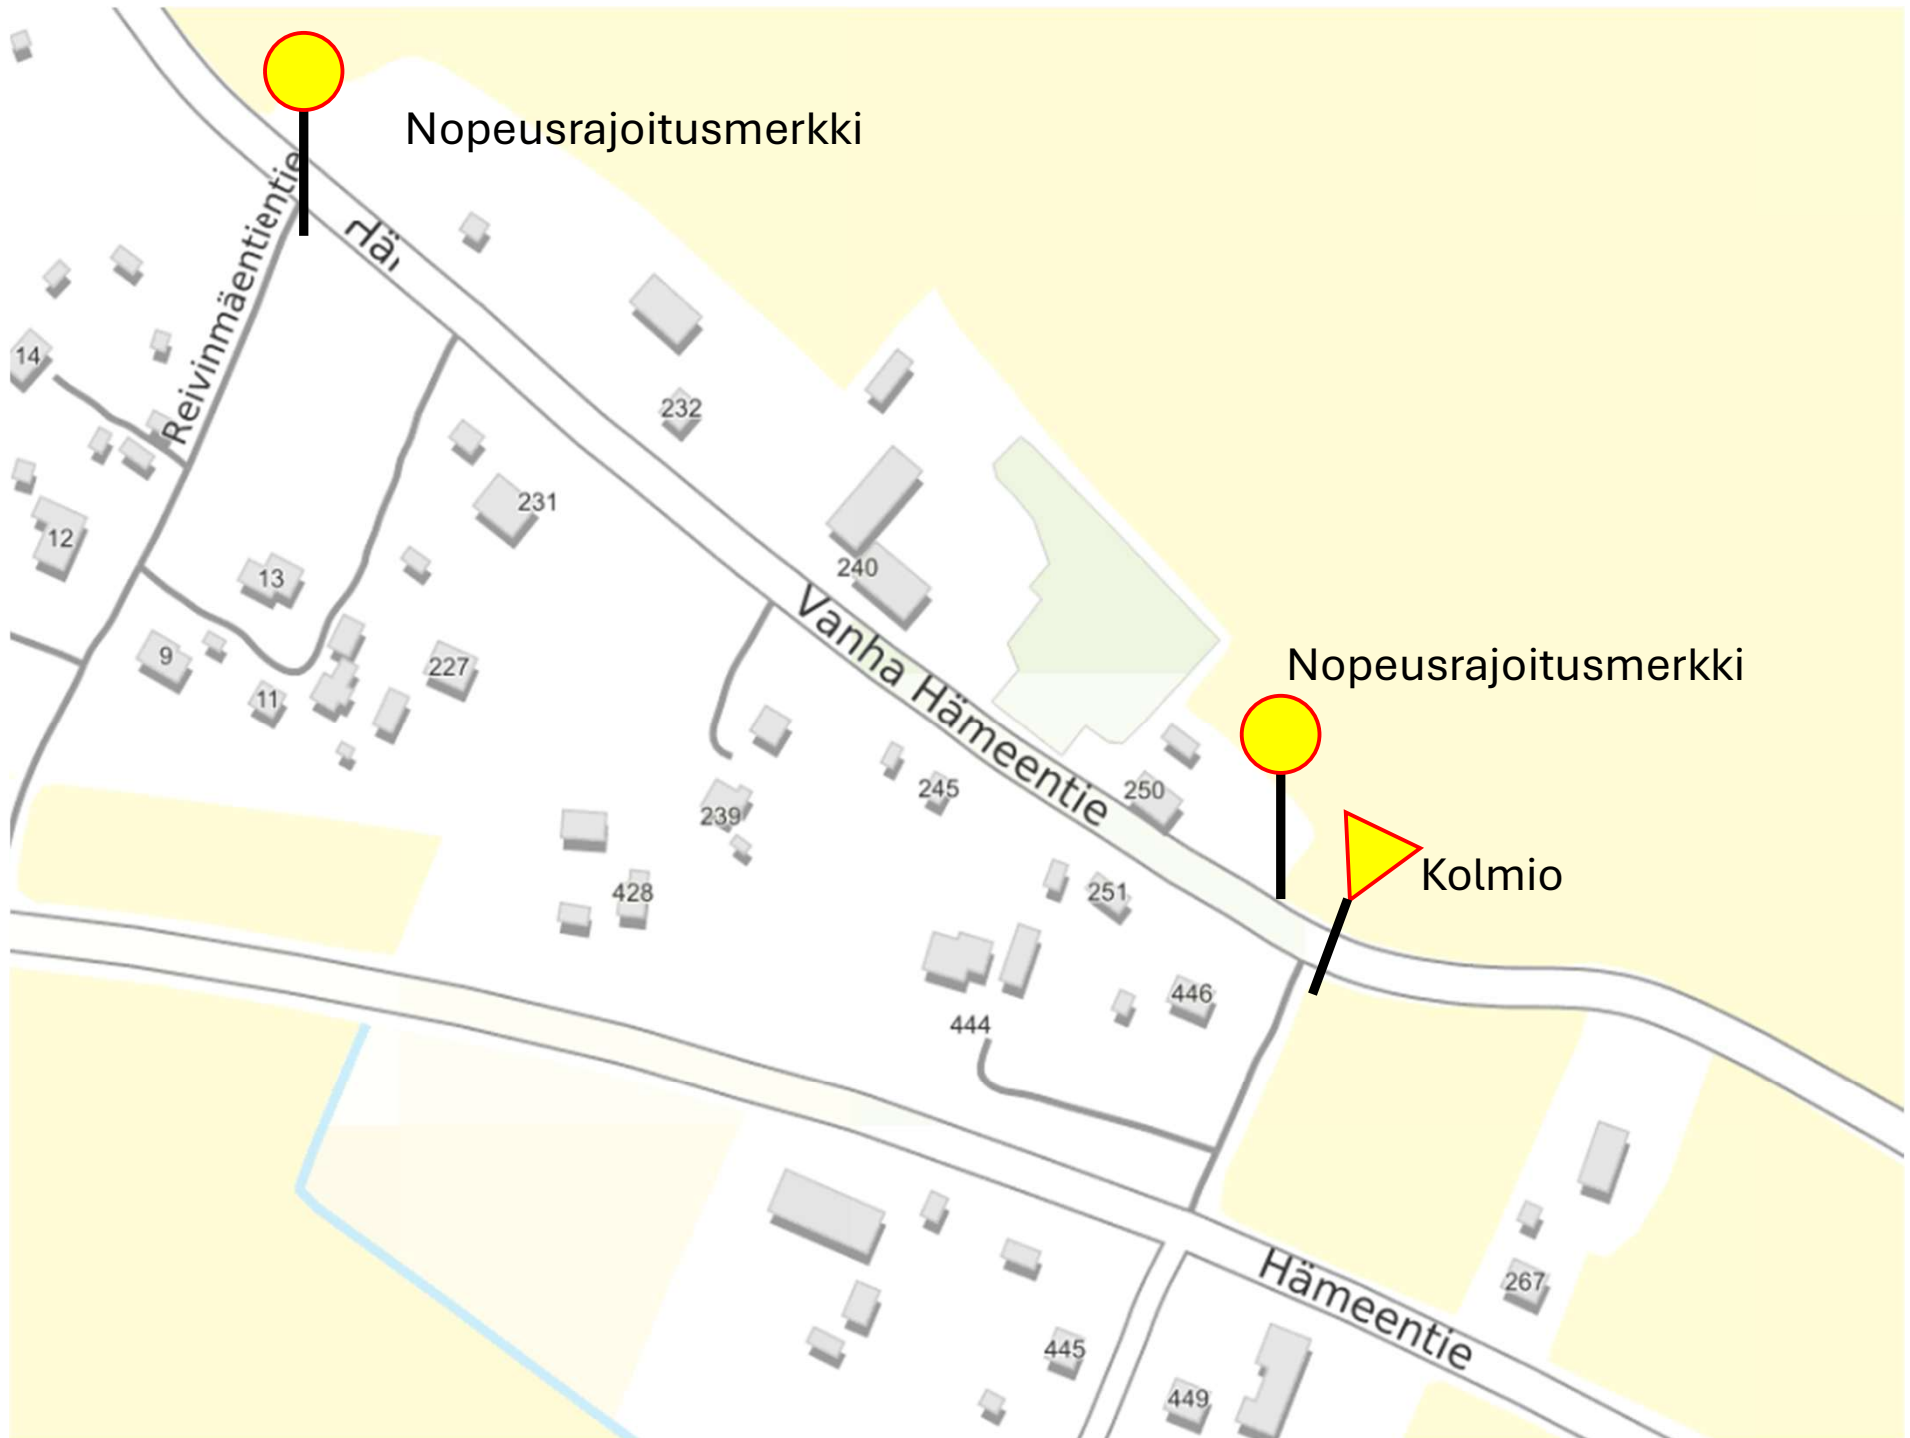 Nopeusrajoitusmerkki
Reivinmäentientie
Hä
14
232
231
12
13
240
9
227
11
Vanha Hämeentie
Nopeusrajoitusmerkki
245
250
239
Kolmio
428
251
446
444
Hämeentie
267
445
449